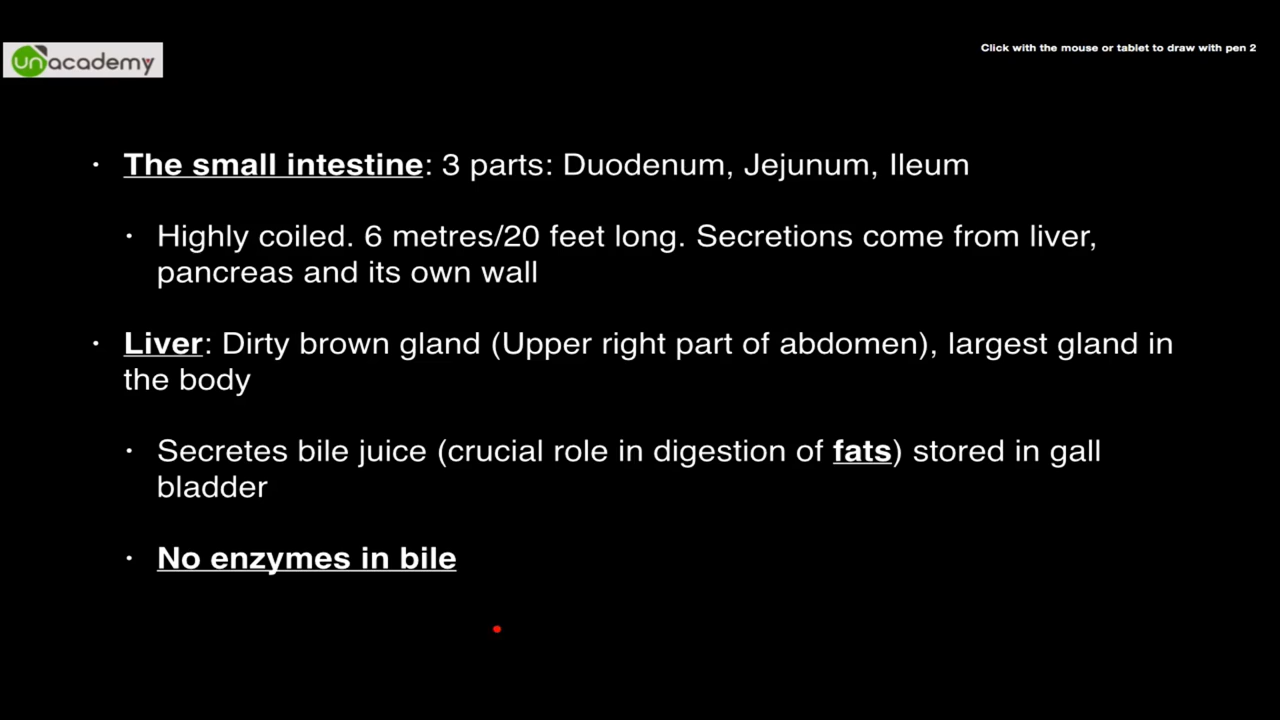 unacademy
Click with the mouse or tablet to draw with pen 2
• The small intestine: 3 parts: Duodenum, Jejunum, Ileum
• Highly coiled. 6 metres/20 feet long. Secretions come from liver,
pancreas and its own wall
• Liver: Dirty brown gland (Upper right part of abdomen), largest gland in
the body
• Secretes bile juice (crucial role in digestion of fats) stored in gall
bladder
• No enzymes in bile